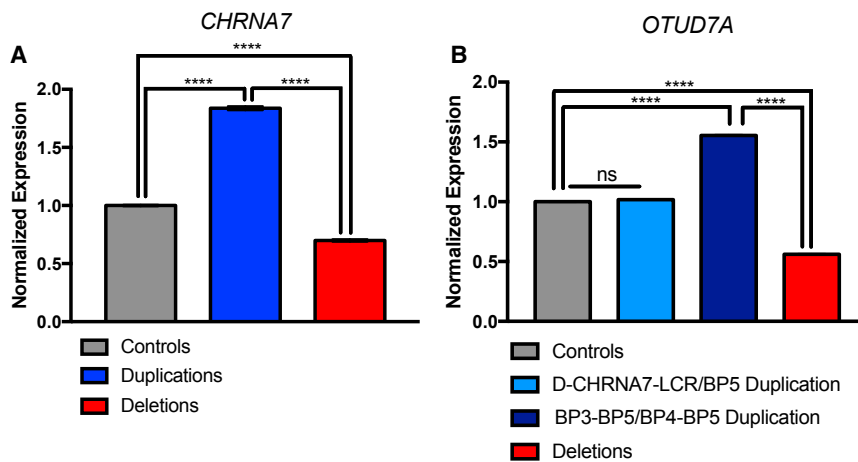 CHRNA7
A
****
**** ****
Normalized Expression
2.0
1.5
1.0
0.5
0.0
Controls
Duplications
Deletions
OTUD7A
B
****
**** ****
ns
Normalized Expression
2.0
1.5
1.0
0.5
0.0
Controls
D-CHRNA7-LCR/BP5 Duplication
BP3-BP5/BP4-BP5 Duplication
Deletions